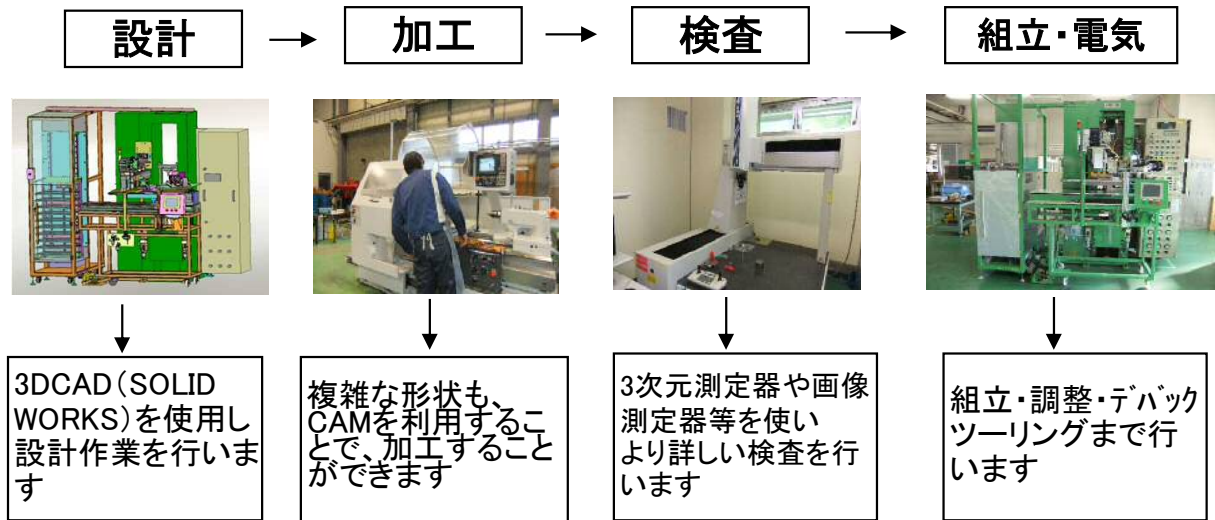 設計
加工
検査
組立・電気
3DCAD(SOLID
WORKS)を使用し
設計作業を行いま
す
複雑な形状も、
CAMを利用するこ
とで、加工すること
ができます
3次元測定器や画像
測定器等を使い
より詳しい検査を行
います
組立・調整・ﾃﾞﾊﾞｯｸ
ツーリングまで行
います